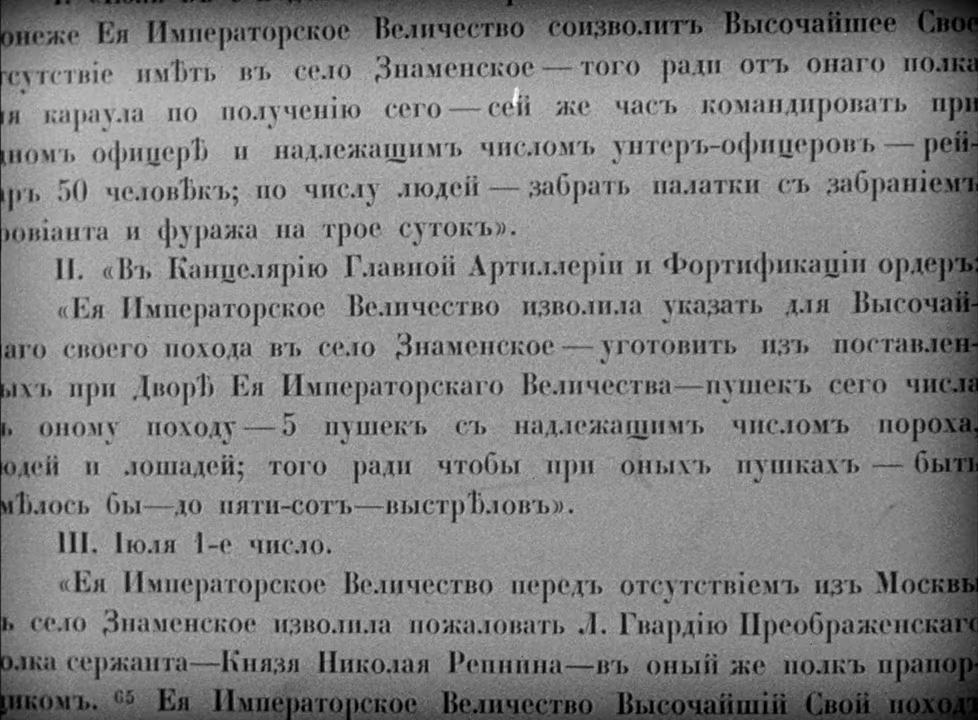 онеже Ея Императорское Величество соизволитъ Высочайшее Свое
тсутствіе имѣть въ село Знаменское — того ради отъ онаго полка
ля караула по полученію сего — сей же часъ командировать при
дномъ офицерѣ и надлежащимъ числомъ унтеръ-офицеровъ — рей-
аръ 50 человѣкъ; по числу людей — забрать палатки съ забраніемъ
ровіанта и фуража на трое сутокъ».
II. «Въ Канцелярію Главной Артиллеріи и Фортификаціи ордеръ:
«Ея Императорское Величество изволила указать для Высочай-
аго своего похода въ село Знаменское — уготовить изъ поставлен-
ыхъ при Дворѣ Ея Императорскаго Величества—пушекъ сего числа
ъ оному походу — 5 пушекъ съ надлежащимъ числомъ пороха,
юдей и лошадей; того ради чтобы при оныхъ пушкахъ — быть
мѣлось бы—до пяти-сотъ—выстрѣловъ».
III. Іюля 1-е число.
«Ея Императорское Величество передъ отсутствіемъ изъ Москвы
ъ село Знаменское изволила пожаловать Л. Гвардію Преображенскаго
олка сержанта—Князя Николая Репнина—въ оный же полкъ прапор-
щикомъ. 65 Ея Императорское Величество Высочайшій Свой походъ